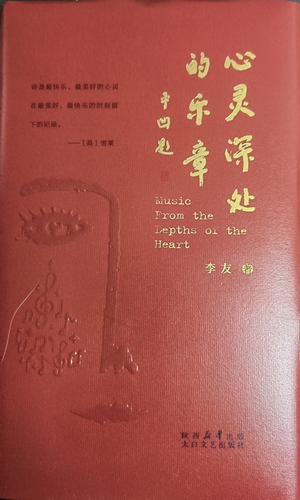 心灵深处
的乐章
平凹题
诗是最快乐、最美好的心灵
在最美好、最快乐的时刻留
下的记录。
——[英]雪莱
Music
From the
Depths of the
Heart
李友 著
陕西新华出版
太白文艺出版社